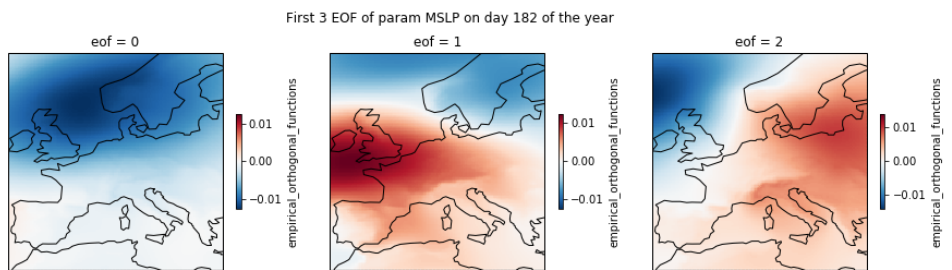 First 3 EOF of param MSLP on day 182 of the year
eof = 0
0.01
0.00
−0.01
empirical_orthogonal_functions
eof = 1
0.01
0.00
−0.01
empirical_orthogonal_functions
eof = 2
0.01
0.00
−0.01
empirical_orthogonal_functions